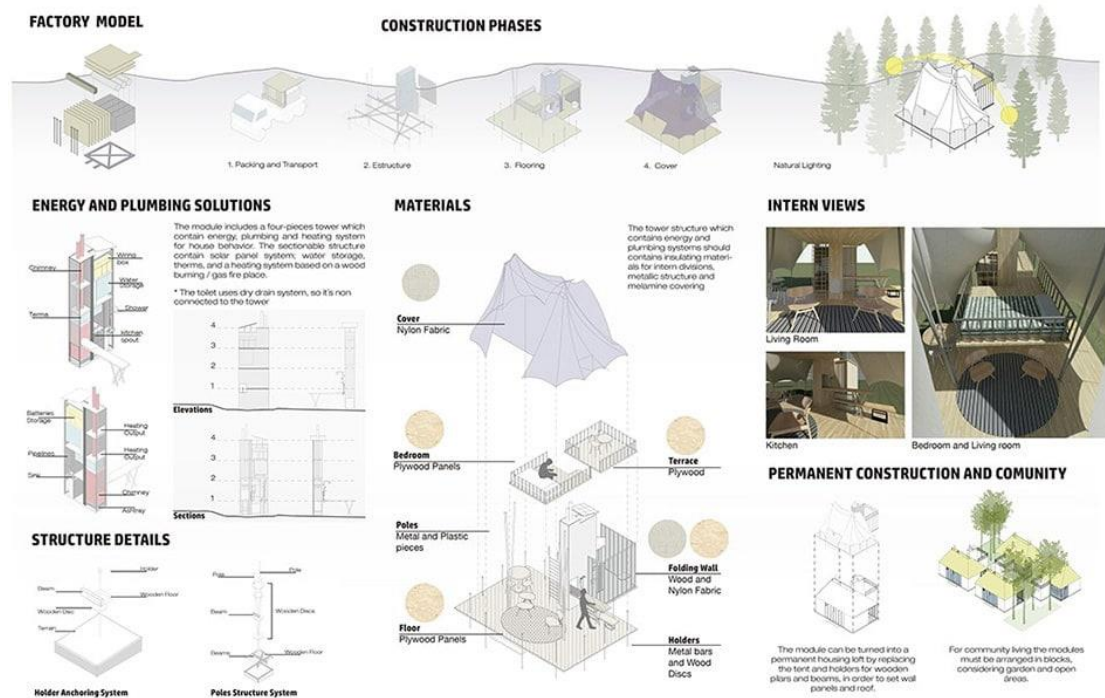 FACTORY MODEL
CONSTRUCTION PHASES
1. Packing and Transport
2. Estructure
3. Flooring
4. Cover
Natural Lighting
ENERGY AND PLUMBING SOLUTIONS
The module includes a four-pieces tower which
contain energy, plumbing and heating system
for house behavior. The sectionable structure
contain solar panel system; water storage,
therms, and a heating system based on a wood
burning / gas fire place.
* The toilet uses dry drain system, so it's non
connected to the tower
Chimney
Terma
Wiring
box
Water
Storage
Shower
Kitchen
spout
4
3
2
1
Elevations
Batteries
Storage
Pipelines
Sink
Heating
Output
Heating
Output
Chimney
Ashtray
4
3
2
1
Sections
STRUCTURE DETAILS
Holder
Beam
Wooden Floor
Wooden Disc
Terrain
Holder Anchoring System
Pole
Pole
Beam
Wooden Discs
Beams
Wooden Floor
Poles Structure System
MATERIALS
The tower structure which
contains energy and
plumbing systems should
contains insulating materi-
als for intern divisions,
metallic structure and
melamine covering
Cover
Nylon Fabric
Bedroom
Plywood Panels
Terrace
Plywood
Poles
Metal and Plastic
pieces
Folding Wall
Wood and
Nylon Fabric
Floor
Plywood Panels
Holders
Metal bars
and Wood
Discs
INTERN VIEWS
Living Room
Kitchen
Bedroom and Living room
PERMANENT CONSTRUCTION AND COMUNITY
The module can be turned into a
permanent housing loft by replacing
the tent and holders for wooden
pilars and beams, in order to set wall
panels and roof.
For community living the modules
must be arranged in blocks,
considering garden and open
areas.